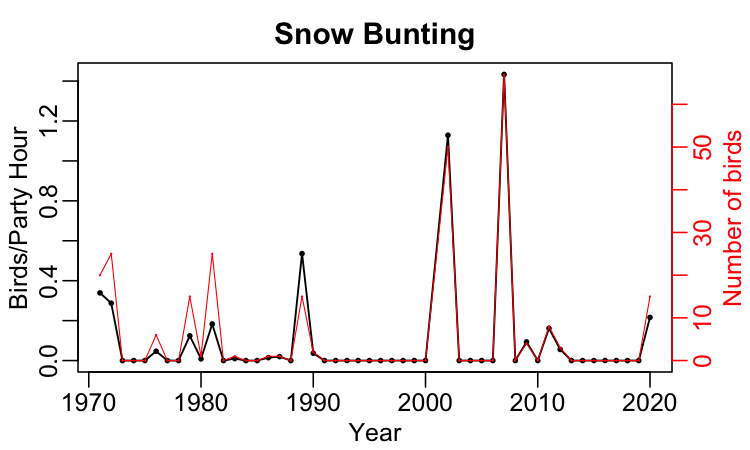 Snow Bunting
Birds/Party Hour
0.0 0.4 0.8 1.2
0 10 30 50
Number of birds
1970 1980 1990 2000 2010 2020
Year